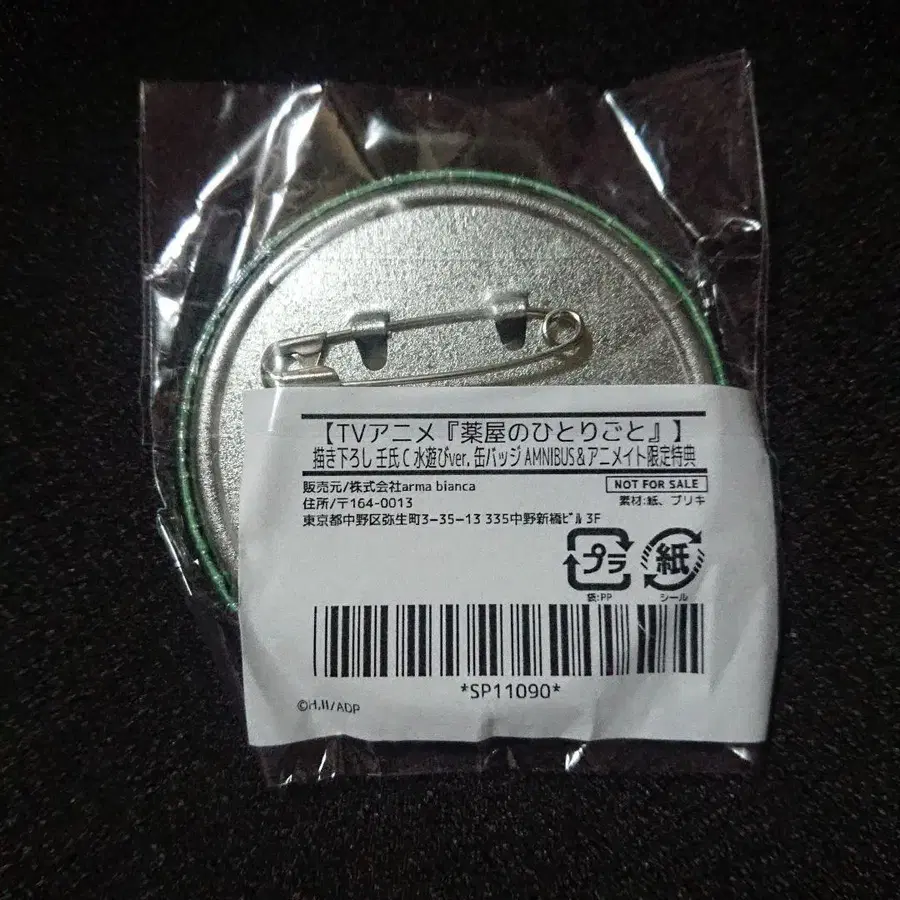 【TVアニメ『薬屋のひとりごと』】
描き下ろし 壬氏 C 水遊びver. 缶バッジ AMNIBUS&アニメイト限定特典
販売元/株式会社arma bianca
NOT FOR SALE
住所/〒164-0013
素材:紙、ブリキ
東京都中野区弥生町3-35-13 335中野新橋ビル 3F
プラ
紙
袋:PP
シール
*SP11090*
©H,II/ADP